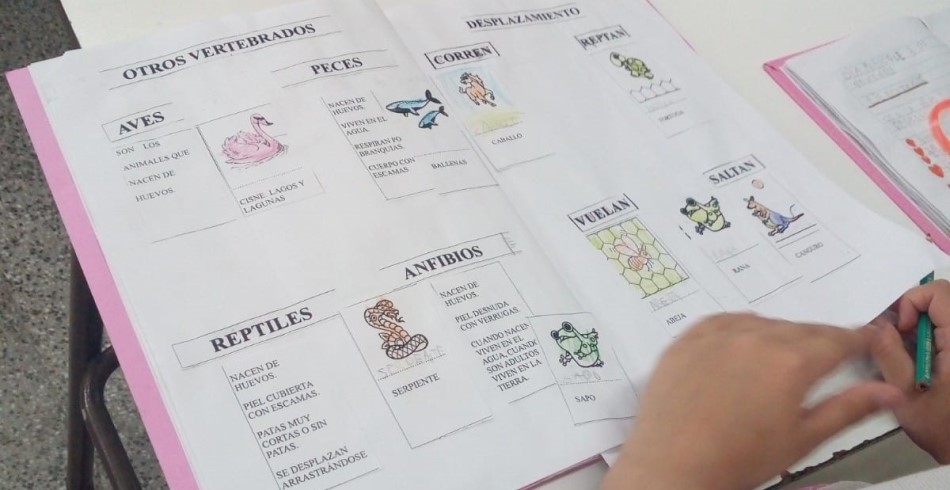 OTROS VERTEBRADOS
AVES
SON LOS
ANIMALES QUE
NACEN DE
HUEVOS
CISNE. LAGOS Y
LAGUNAS
PECES
NACEN DE
HUEVOS.
VIVEN EN EL
AGUA.
RESPIRAN PO
BRANQUIAS.
CUERPO CON
ESCAMAS
BALLENAS
REPTILES
NACEN DE
HUEVOS.
PIEL CUBIERTA
CON ESCAMAS.
PATAS MUY
CORTAS O SIN
PATAS.
SE DESPLAZAN
ARRASTRÁNDOSE
SERPIENTE
ANFIBIOS
NACEN DE
HUEVOS.
PIEL DESNUDA
CON VERRUGAS.
CUANDO NACEN
VIVEN EN EL
AGUA, CUANDO
SON ADULTOS
VIVEN EN LA
TIERRA.
SAPO
DESPLAZAMIENTO
CORREN
CABALLO
REPTAN
TORTUGA
VUELAN
ABEJA
SALTAN
RANA
CANGURO